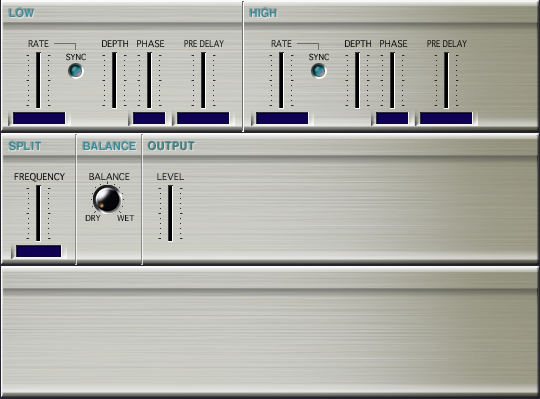 LOW HIGH
RATE DEPTH PHASE PRE DELAY RATE DEPTH PHASE PRE DELAY
SYNC SYNC
SPLIT BALANCE OUTPUT
FREQUENCY BALANCE LEVEL
DRY WET